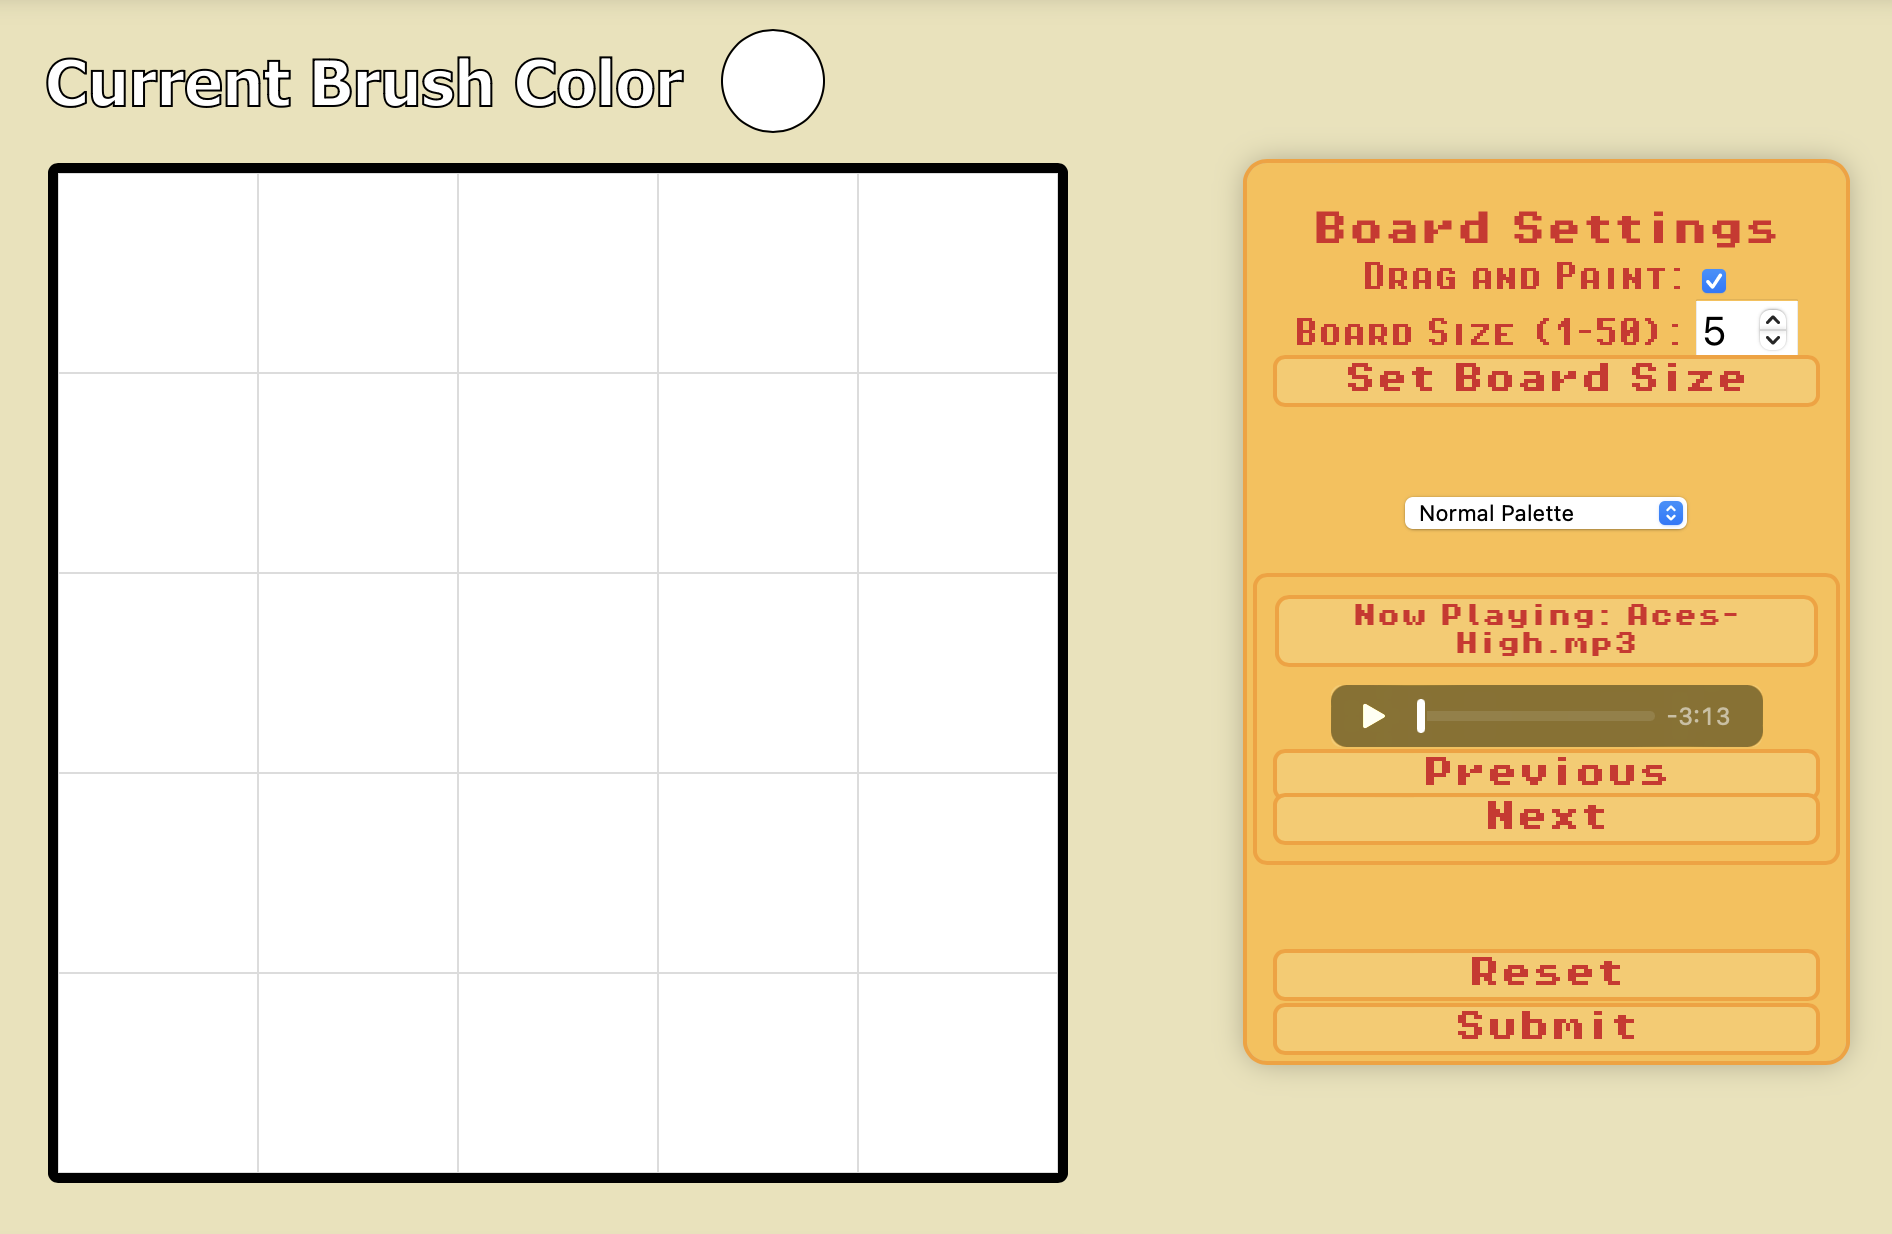 Current Brush Color
Board Settings
Drag and Paint:
Board Size (1-50): 5
Set Board Size
Normal Palette
Now Playing: Aces-
High.mp3
-3:13
Previous
Next
Reset
Submit